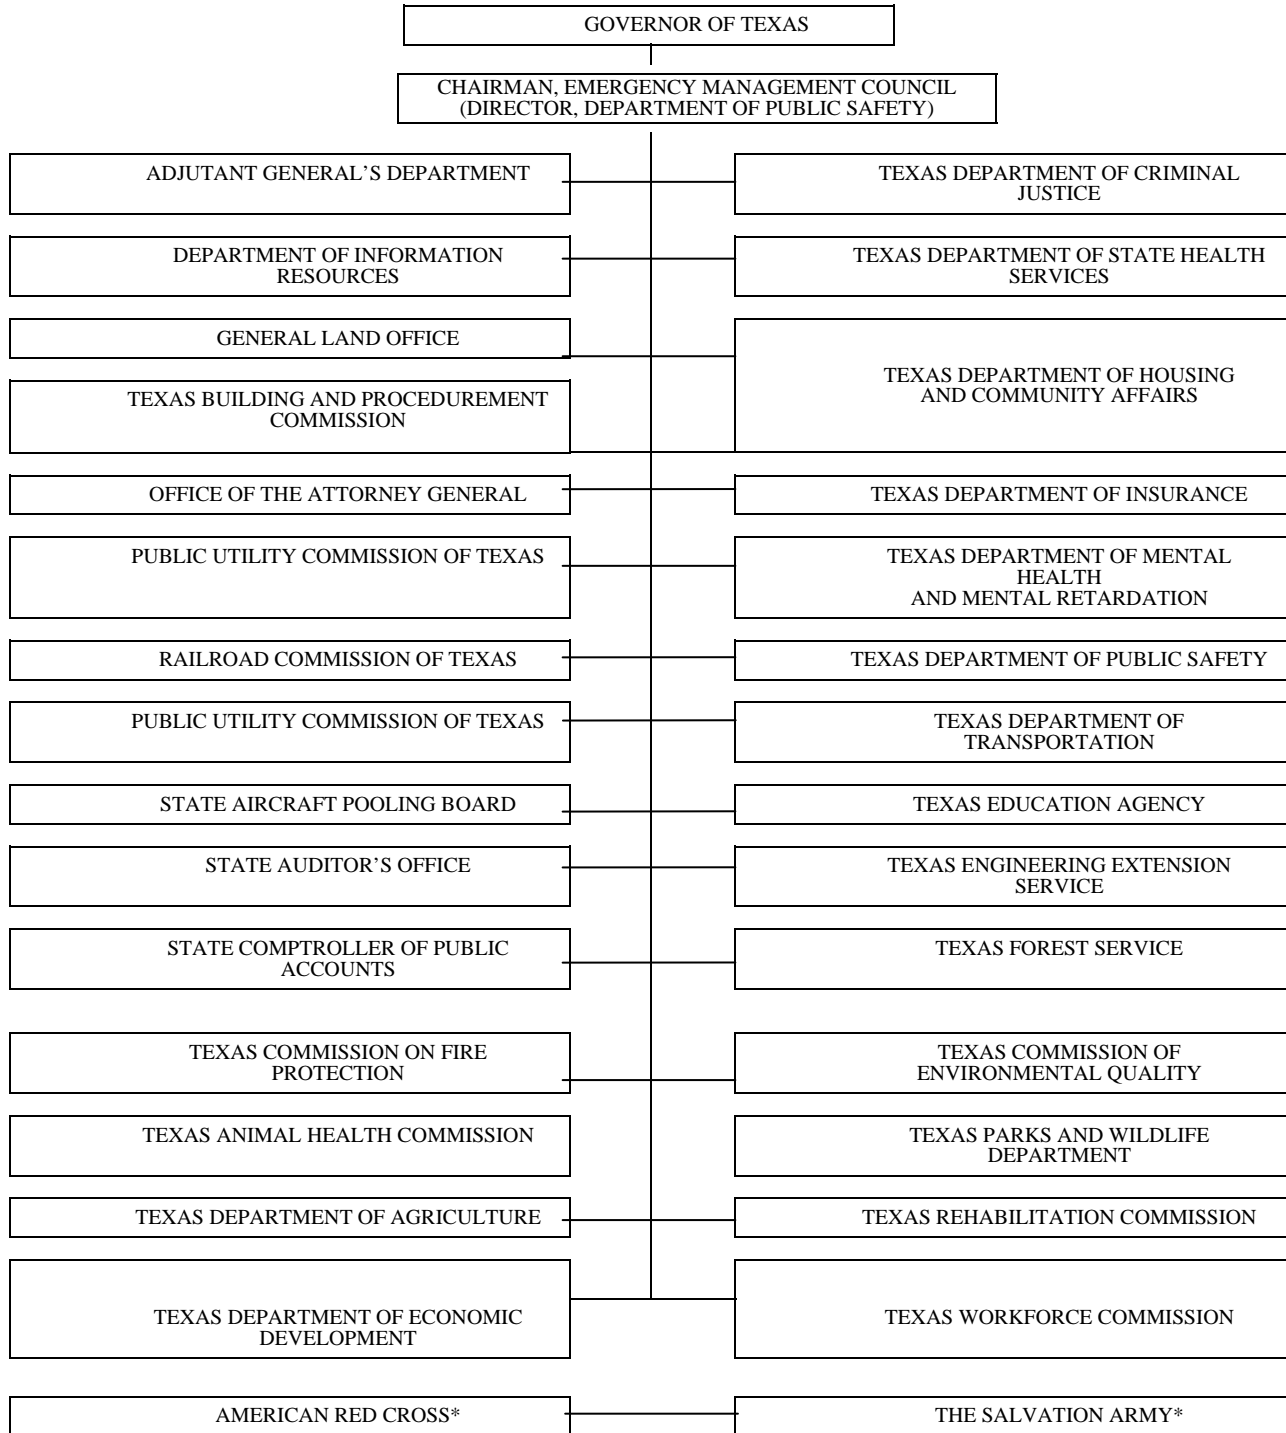 GOVERNOR OF TEXAS
CHAIRMAN, EMERGENCY MANAGEMENT COUNCIL
(DIRECTOR, DEPARTMENT OF PUBLIC SAFETY)
ADJUTANT GENERAL’S DEPARTMENT
TEXAS DEPARTMENT OF CRIMINAL
JUSTICE
DEPARTMENT OF INFORMATION
RESOURCES
TEXAS DEPARTMENT OF STATE HEALTH
SERVICES
GENERAL LAND OFFICE
TEXAS DEPARTMENT OF HOUSING
AND COMMUNITY AFFAIRS
TEXAS BUILDING AND PROCEDUREMENT
COMMISSION
OFFICE OF THE ATTORNEY GENERAL
TEXAS DEPARTMENT OF INSURANCE
PUBLIC UTILITY COMMISSION OF TEXAS
TEXAS DEPARTMENT OF MENTAL
HEALTH
AND MENTAL RETARDATION
RAILROAD COMMISSION OF TEXAS
TEXAS DEPARTMENT OF PUBLIC SAFETY
PUBLIC UTILITY COMMISSION OF TEXAS
TEXAS DEPARTMENT OF
TRANSPORTATION
STATE AIRCRAFT POOLING BOARD
TEXAS EDUCATION AGENCY
STATE AUDITOR’S OFFICE
TEXAS ENGINEERING EXTENSION
SERVICE
STATE COMPTROLLER OF PUBLIC
ACCOUNTS
TEXAS FOREST SERVICE
TEXAS COMMISSION ON FIRE
PROTECTION
TEXAS COMMISSION OF
ENVIRONMENTAL QUALITY
TEXAS ANIMAL HEALTH COMMISSION
TEXAS PARKS AND WILDLIFE
DEPARTMENT
TEXAS DEPARTMENT OF AGRICULTURE
TEXAS REHABILITATION COMMISSION
TEXAS DEPARTMENT OF ECONOMIC
DEVELOPMENT
TEXAS WORKFORCE COMMISSION
AMERICAN RED CROSS*
THE SALVATION ARMY*